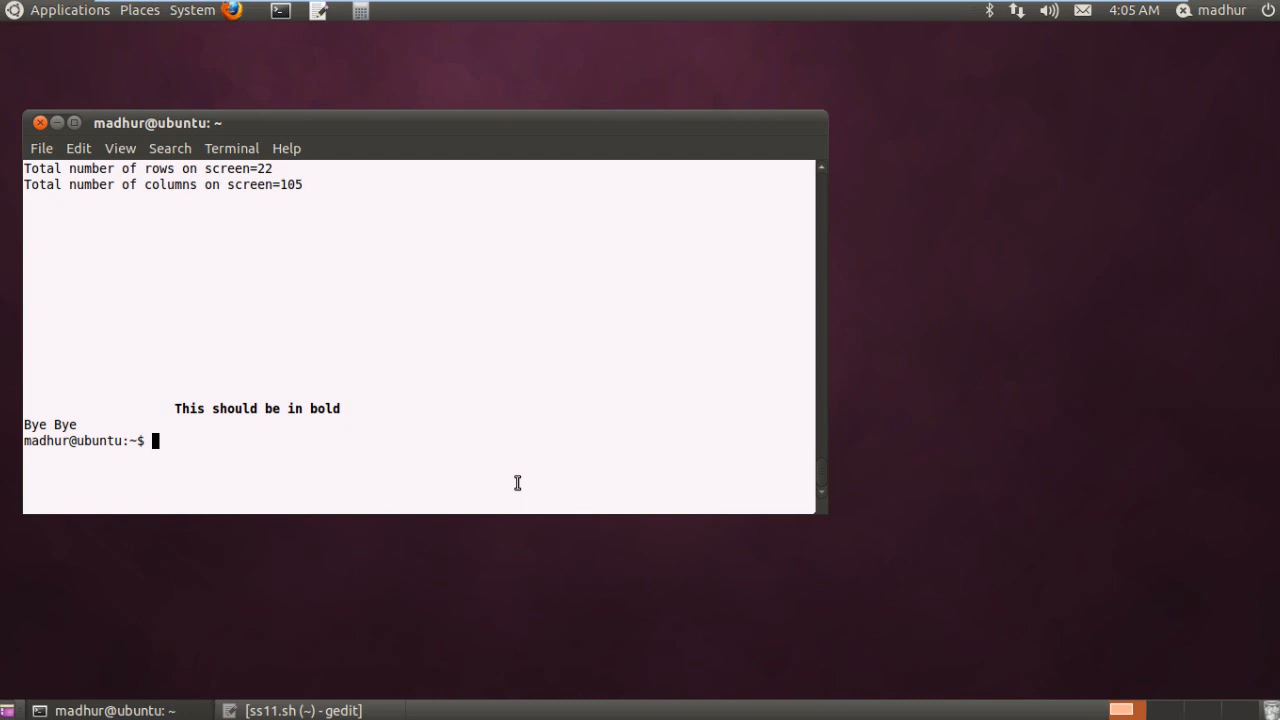 Applications Places System 4:05 AM madhur
madhur@ubuntu: ~
File Edit View Search Terminal Help
Total number of rows on screen=22
Total number of columns on screen=105
This should be in bold
Bye Bye
madhur@ubuntu:~$
madhur@ubuntu: ~ [ss11.sh (~) - gedit]